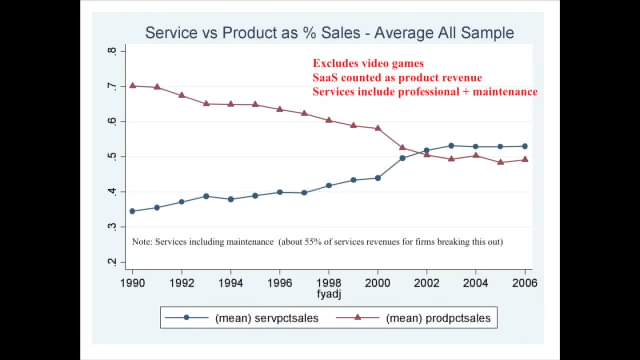 Service vs Product as % Sales - Average All Sample
Excludes video games
SaaS counted as product revenue
Services include professional + maintenance
.8
.7
.6
.5
.4
.3
.2
Note: Services including maintenance (about 55% of services revenues for firms breaking this out)
1990 1992 1994 1996 1998 2000 2002 2004 2006
fyadj
(mean) servpctsales (mean) prodpctsales